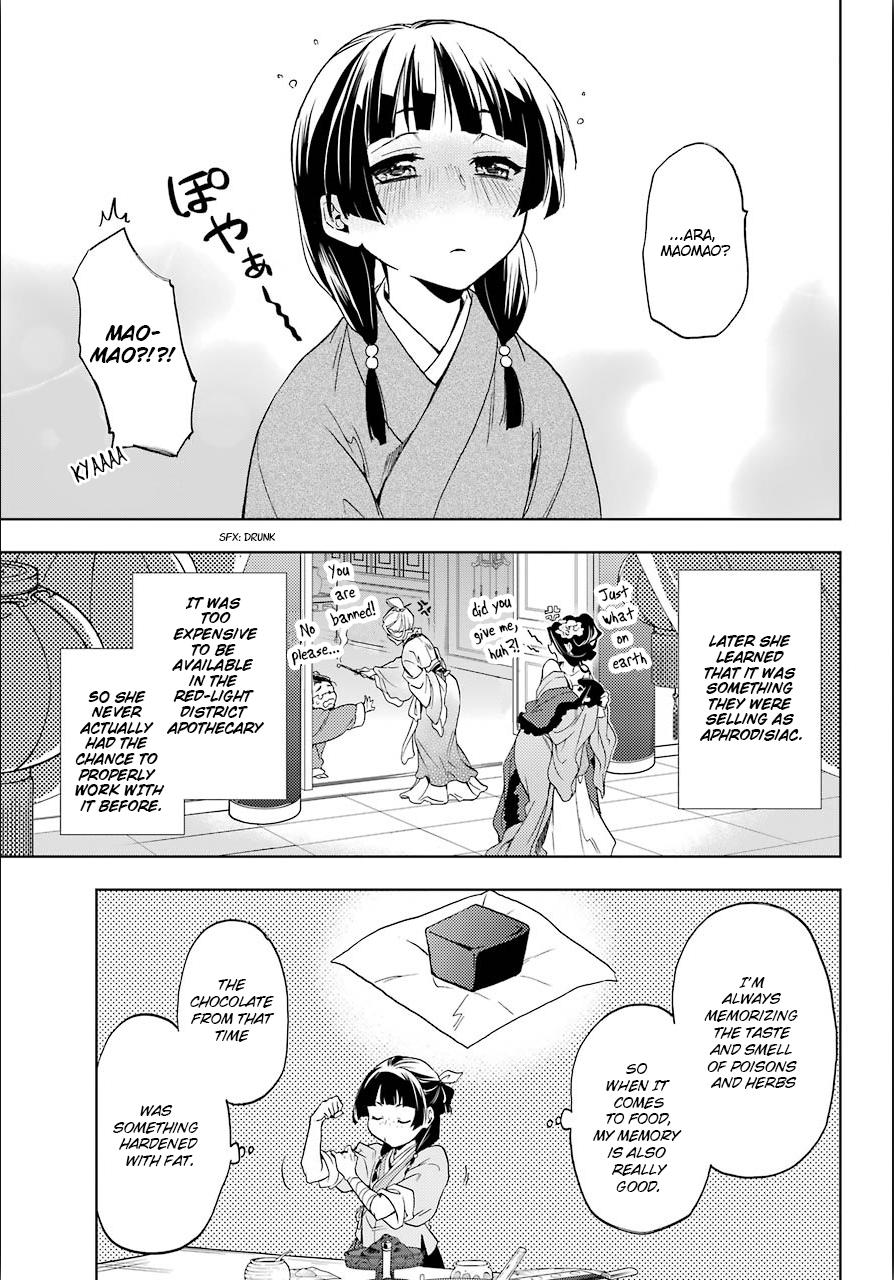 ...ARA,
MAOMAO?
ぽやぁ〜
MAO-
MAO?!?!
KYAAAA
SFX: DRUNK
LATER SHE
LEARNED
THAT IT WAS
SOMETHING
THEY WERE
SELLING AS
APHRODISIAC.
Just
what
on
earth
did you
give me,
huh?!
You
are
banned!
No
please...
IT WAS
TOO
EXPENSIVE
TO BE
AVAILABLE
IN THE
RED-LIGHT
DISTRICT
APOTHECARY
SO SHE
NEVER
ACTUALLY
HAD THE
CHANCE TO
PROPERLY
WORK WITH
IT BEFORE.
I'M
ALWAYS
MEMORIZING
THE TASTE
AND SMELL
OF POISONS
AND HERBS
SO
WHEN IT
COMES
TO FOOD,
MY MEMORY
IS ALSO
REALLY
GOOD.
THE
CHOCOLATE
FROM THAT
TIME
WAS
SOMETHING
HARDENED
WITH FAT.